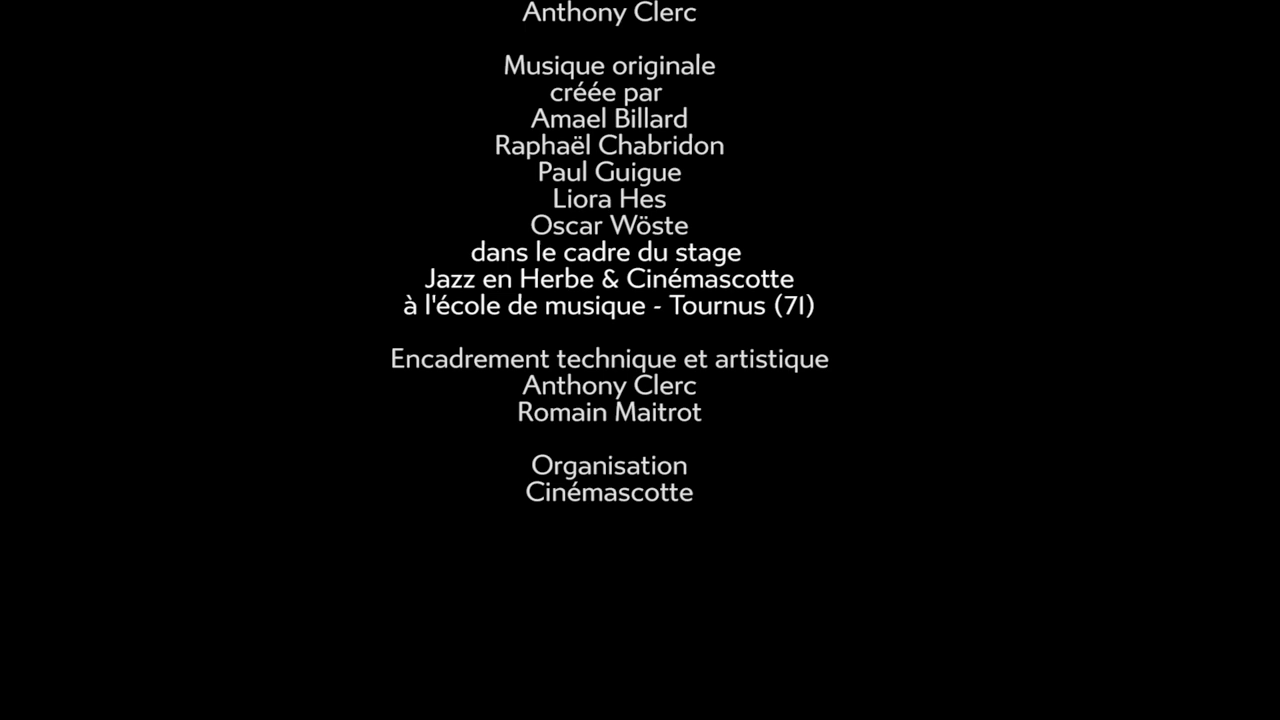 Anthony Clerc
Musique originale
créée par
Amael Billard
Raphaël Chabridon
Paul Guigue
Liora Hes
Oscar Wöste
dans le cadre du stage
Jazz en Herbe & Cinémascotte
à l'école de musique - Tournus (71)
Encadrement technique et artistique
Anthony Clerc
Romain Maitrot
Organisation
Cinémascotte